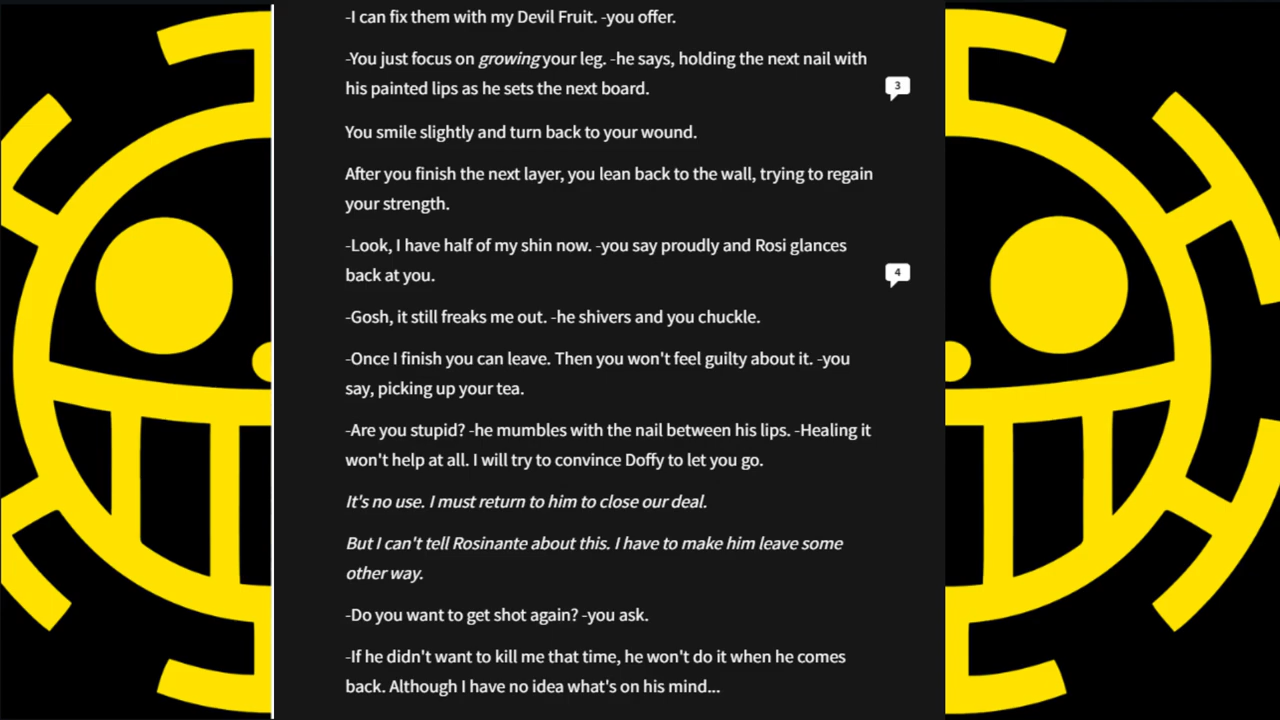 -I can fix them with my Devil Fruit. -you offer.
-You just focus on growing your leg. -he says, holding the next nail with
his painted lips as he sets the next board.
3
You smile slightly and turn back to your wound.
After you finish the next layer, you lean back to the wall, trying to regain
your strength.
-Look, I have half of my shin now. -you say proudly and Rosi glances
back at you.
4
-Gosh, it still freaks me out. -he shivers and you chuckle.
-Once I finish you can leave. Then you won't feel guilty about it. -you
say, picking up your tea.
-Are you stupid? -he mumbles with the nail between his lips. -Healing it
won't help at all. I will try to convince Doffy to let you go.
It's no use. I must return to him to close our deal.
But I can't tell Rosinante about this. I have to make him leave some
other way.
-Do you want to get shot again? -you ask.
-If he didn't want to kill me that time, he won't do it when he comes
back. Although I have no idea what's on his mind...